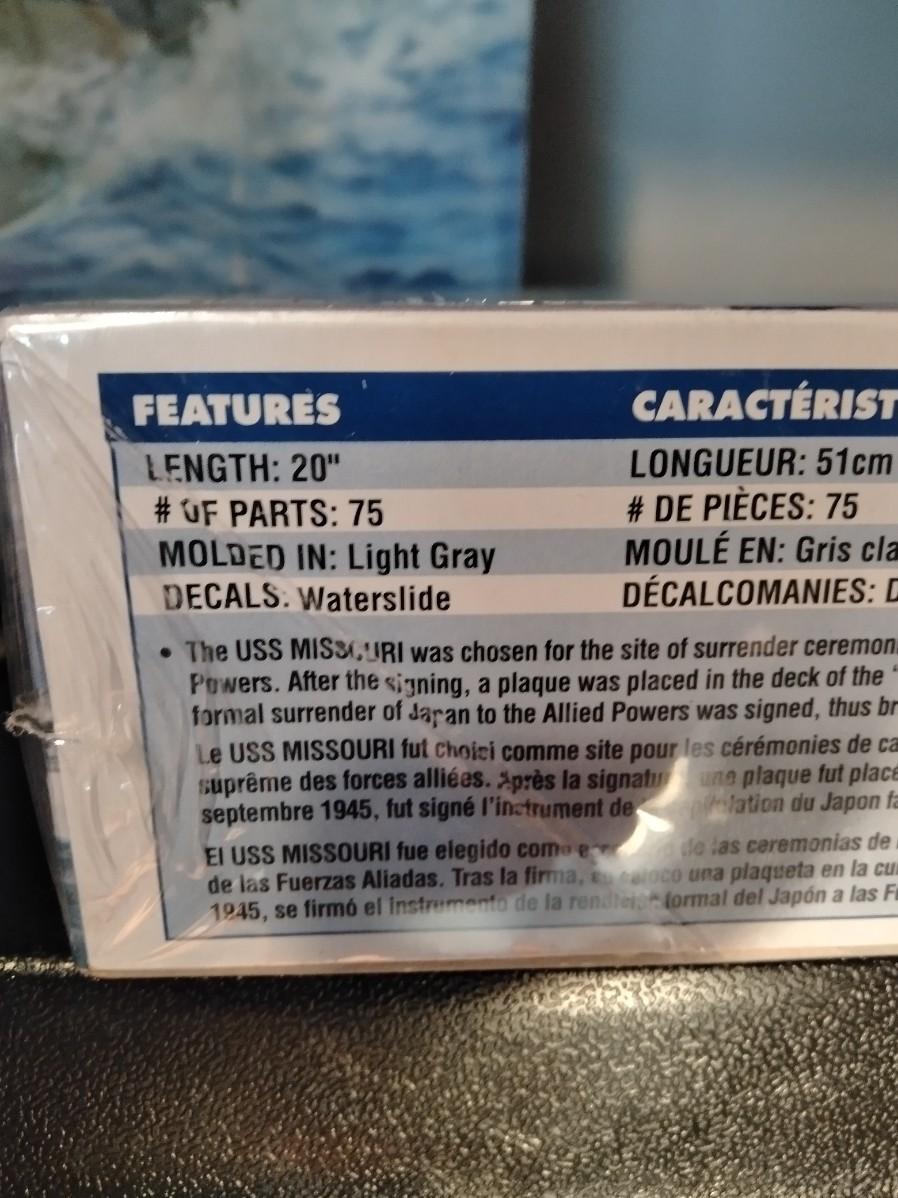 FEATURES
CARACTÉRIST
LENGTH: 20"
LONGUEUR: 51cm
# OF PARTS: 75
# DE PIÈCES: 75
MOLDED IN: Light Gray
MOULÉ EN: Gris cla
DECALS: Waterslide
DÉCALCOMANIES: D
• The USS MISSOURI was chosen for the site of surrender ceremon
Powers. After the signing, a plaque was placed in the deck of the "
formal surrender of Japan to the Allied Powers was signed, thus br
Le USS MISSOURI fut choisi comme site pour les cérémonies de ca
suprême des forces alliées. Après la signature une plaque fut placé
septembre 1945, fut signé l'instrument de capitulation du Japon fa
El USS MISSOURI fue elegido como de las ceremonias de
de las Fuerzas Aliadas. Tras la firma, se colocó una plaqueta en la cu
1945, se firmó el instrumento de la rendición formal del Japón a las F